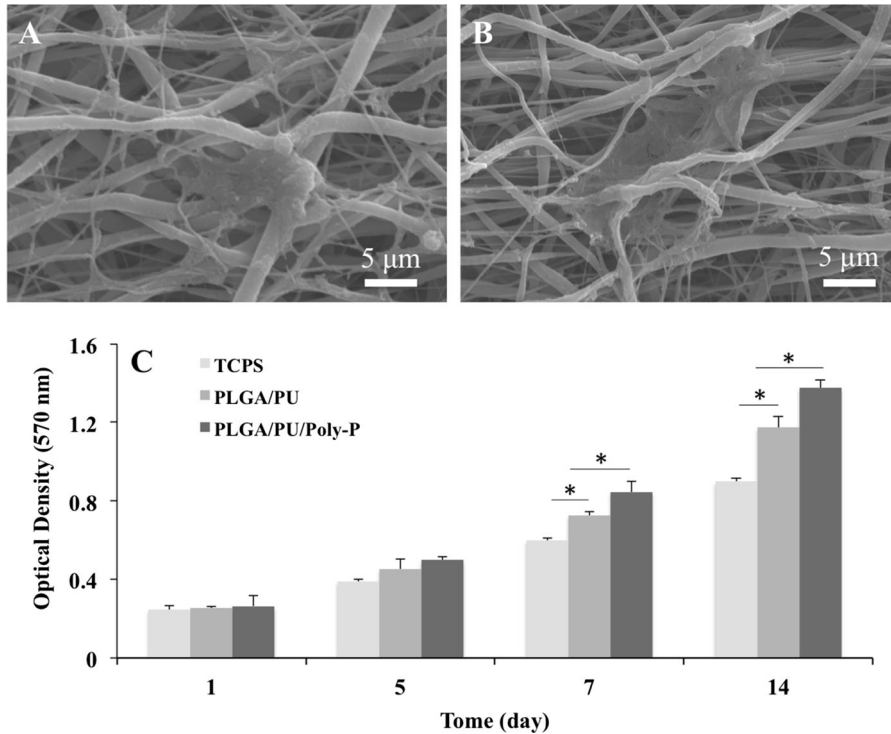 A
5 μm
B
5 μm
C
TCPS
PLGA/PU
PLGA/PU/Poly-P
Optical Density (570 nm)
1.6
1.2
0.8
0.4
0
*
*
*
*
1
5
7
14
Tome (day)